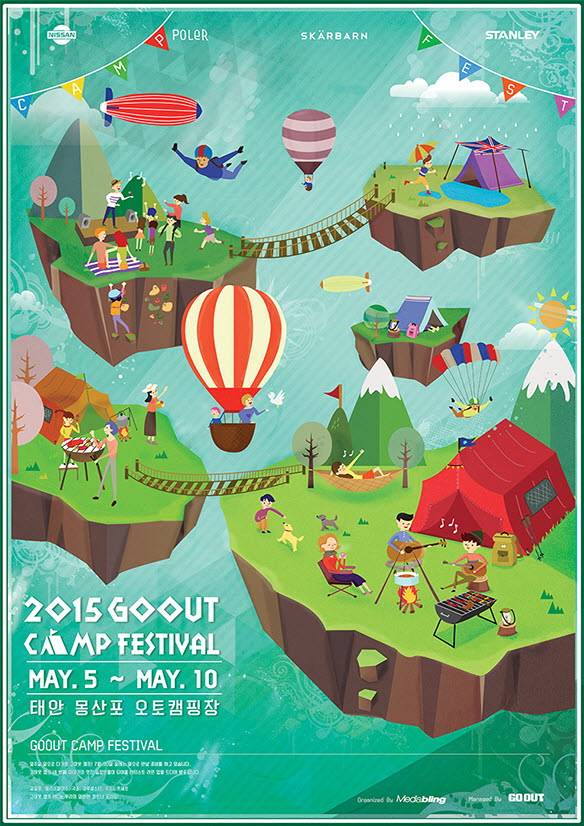 NISSAN
POLER
SKÄRBARN
STANLEY
CAMP
FEST
2015 GOOUT
CAMP FESTIVAL
MAY. 5 ~ MAY. 10
태안 몽산포 오토캠핑장
GOOUT CAMP FESTIVAL
Organized By Mediabling
Managed By GO OUT